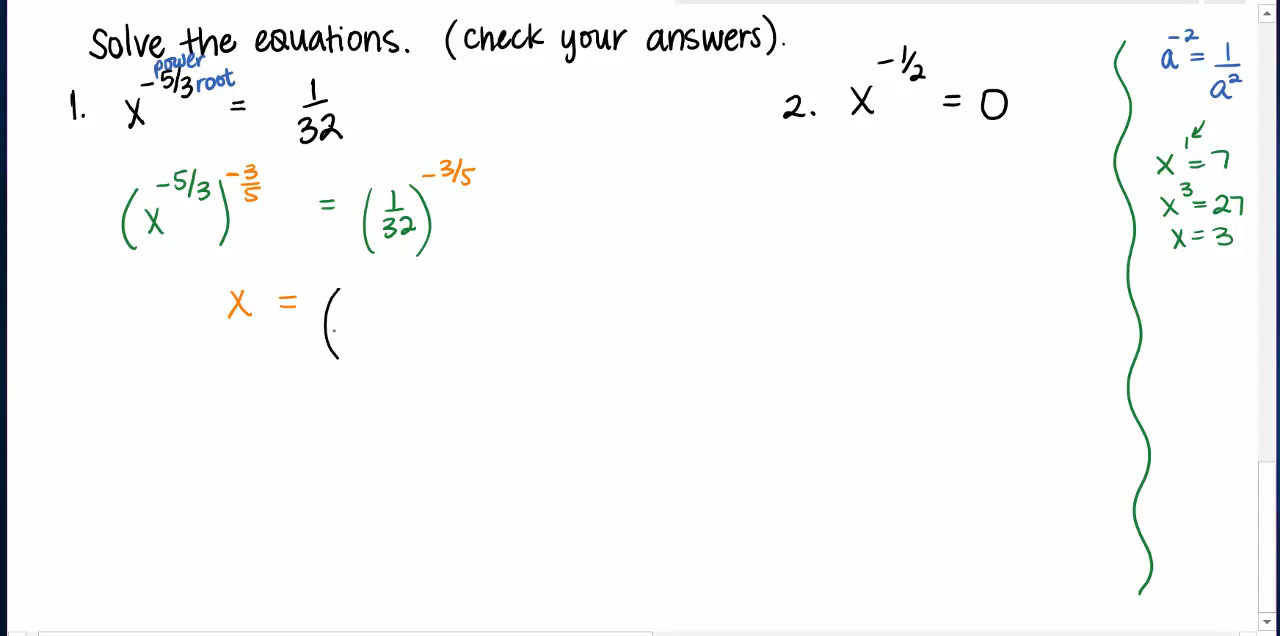 Solve the equations. (check your answers).
power
1. x^{-5/3} root = 1/32
(x^{-5/3})^{-3/5} = (1/32)^{-3/5}
x = (
2. x^{-1/2} = 0
a^{-2} = 1/a^2
x^1 = 7
x^3 = 27
x = 3